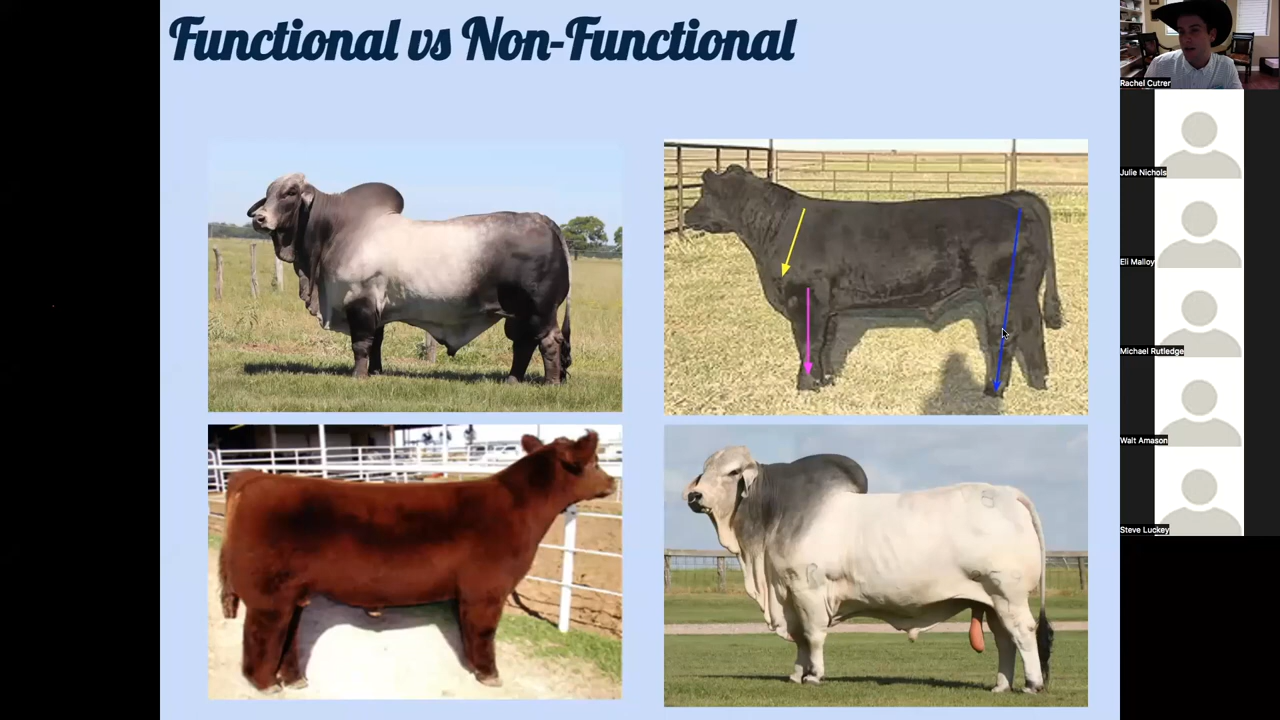 Functional vs Non-Functional
Rachel Cutrer
Julie Nichols
Eli Malloy
Michael Rutledge
Walt Amason
Steve Luckey